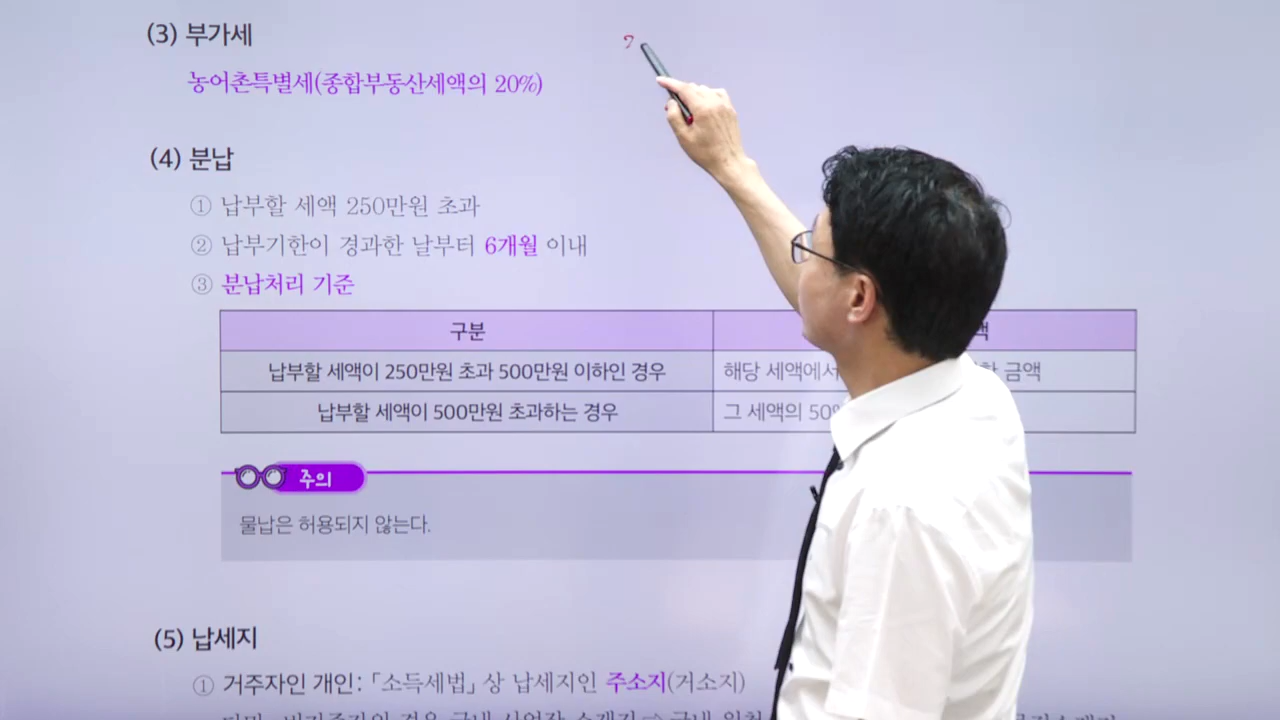 (3) 부가세
농어촌특별세(종합부동산세액의 20%)
(4) 분납
① 납부할 세액 250만원 초과
② 납부기한이 경과한 날부터 6개월 이내
③ 분납처리 기준
구분
납부할 세액이 250만원 초과 500만원 이하인 경우 해당 세액에서 금액
납부할 세액이 500만원 초과하는 경우 그 세액의
주의
물납은 허용되지 않는다.
(5) 납세지
① 거주자인 개인: 「소득세법」상 납세지인 주소지(거소지)